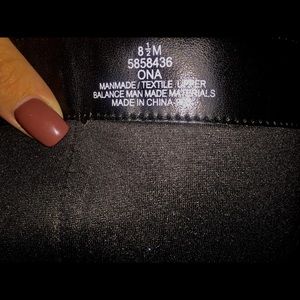 8½M
5858436
ONA
MANMADE/TEXTILE UPPER
BALANCE MAN MADE MATERIALS
MADE IN CHINA